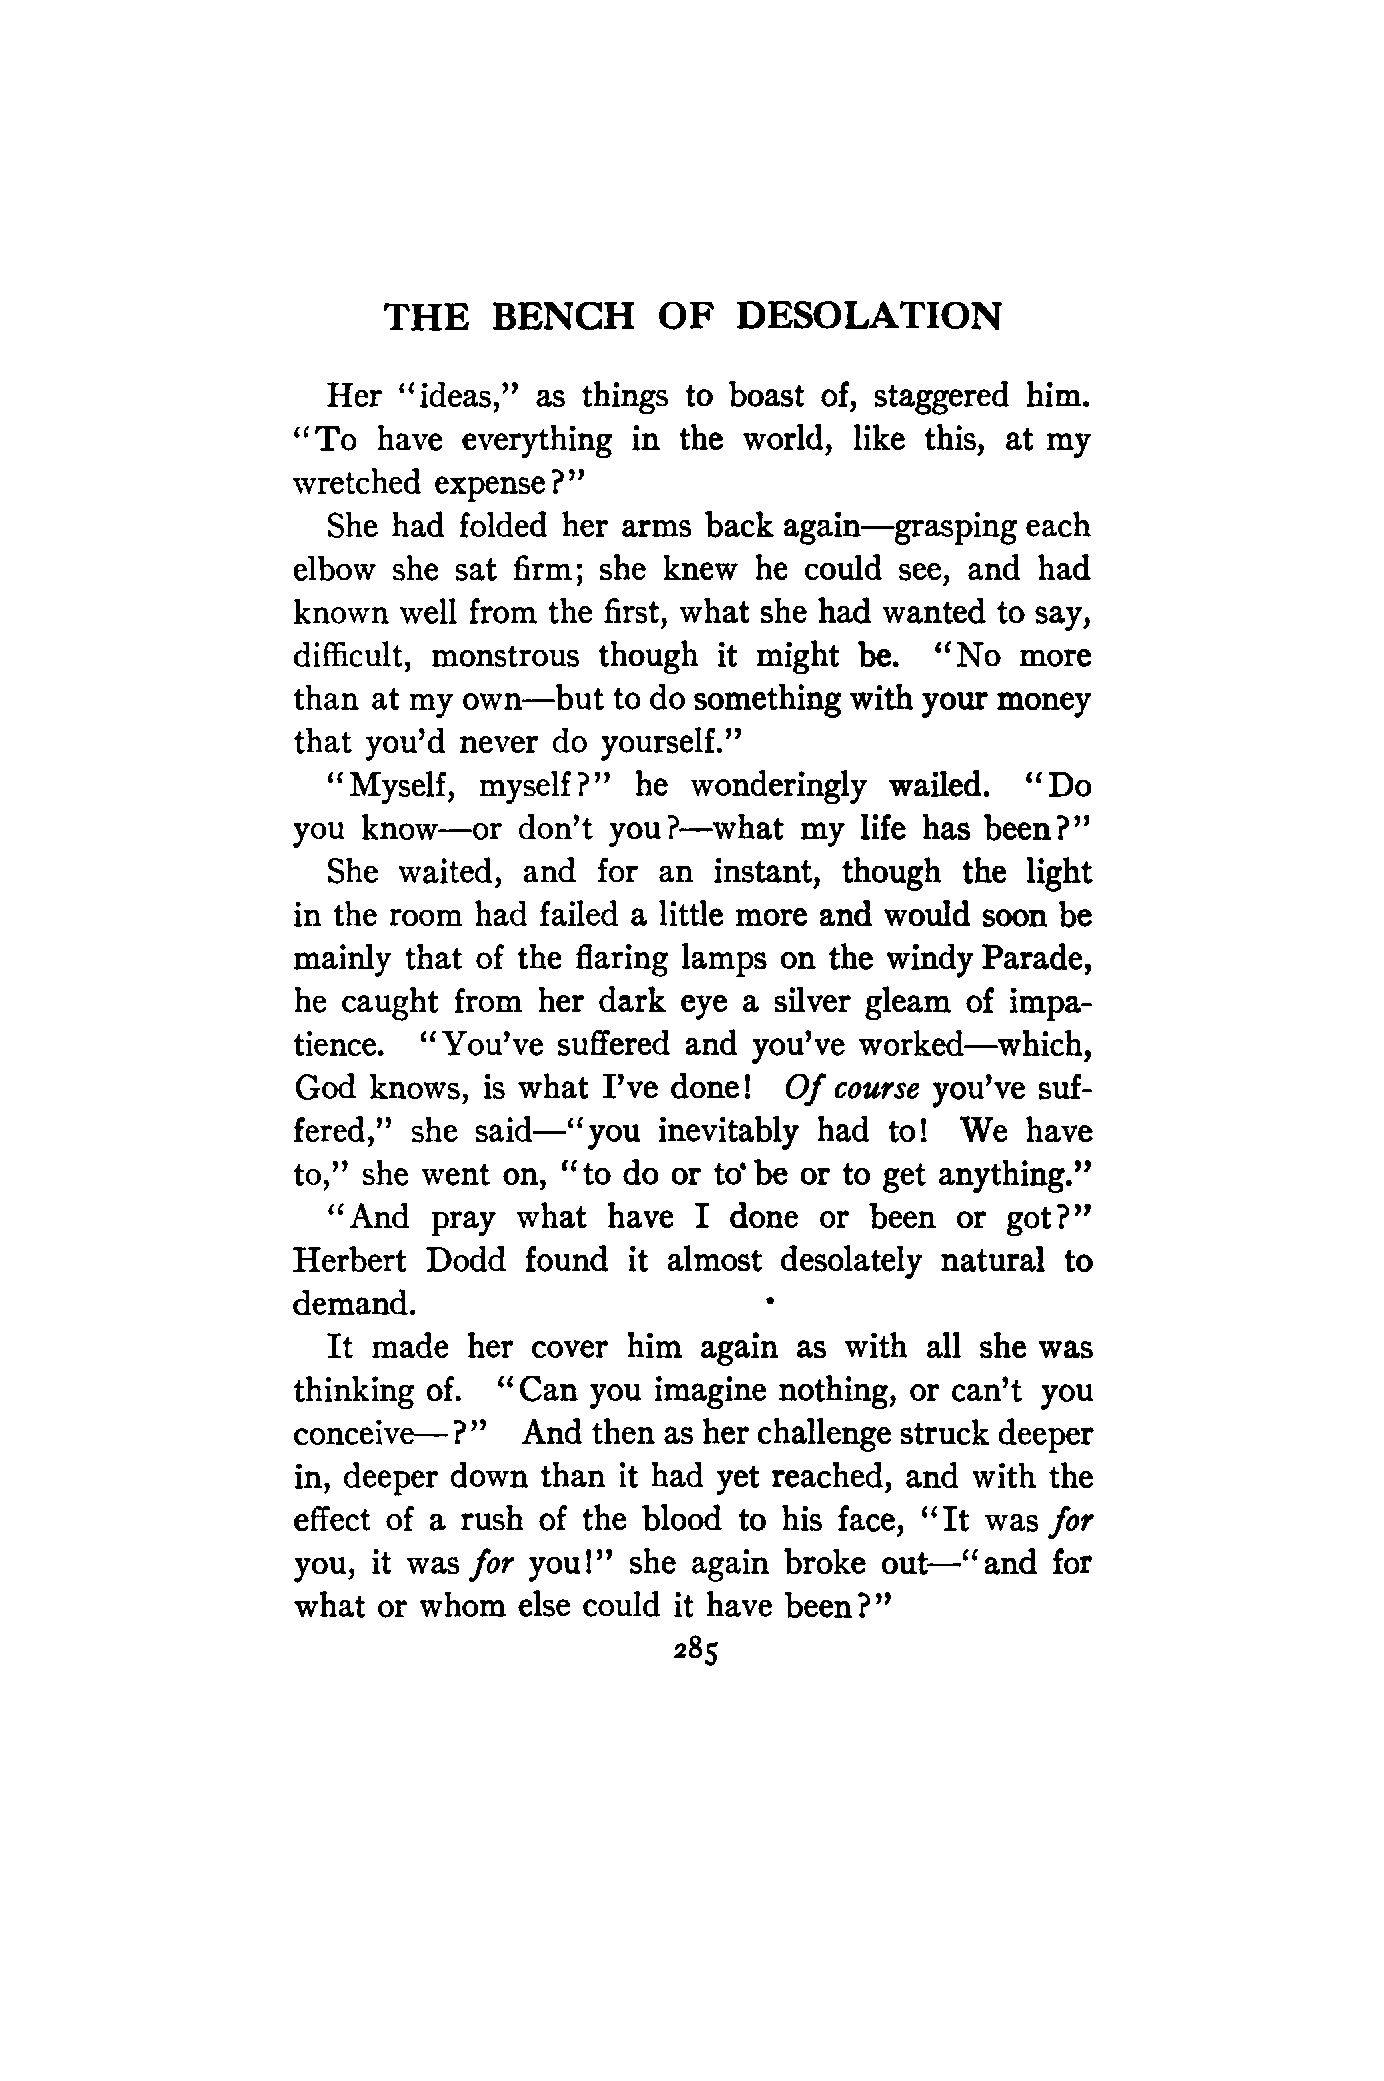 THE BENCH OF DESOLATION
Her "ideas," as things to boast of, staggered him.
"To have everything in the world, like this, at my
wretched expense?"
She had folded her arms back again—grasping each
elbow she sat firm; she knew he could see, and had
known well from the first, what she had wanted to say,
difficult, monstrous though it might be. "No more
than at my own—but to do something with your money
that you'd never do yourself."
"Myself, myself?" he wonderingly wailed. "Do
you know—or don't you?—what my life has been?"
She waited, and for an instant, though the light
in the room had failed a little more and would soon be
mainly that of the flaring lamps on the windy Parade,
he caught from her dark eye a silver gleam of impa-
tience. "You've suffered and you've worked—which,
God knows, is what I've done! Of course you've suf-
fered," she said—"you inevitably had to! We have
to," she went on, "to do or to be or to get anything."
"And pray what have I done or been or got?"
Herbert Dodd found it almost desolately natural to
demand.
It made her cover him again as with all she was
thinking of. "Can you imagine nothing, or can't you
conceive—?" And then as her challenge struck deeper
in, deeper down than it had yet reached, and with the
effect of a rush of the blood to his face, "It was for
you, it was for you!" she again broke out—"and for
what or whom else could it have been?"
285